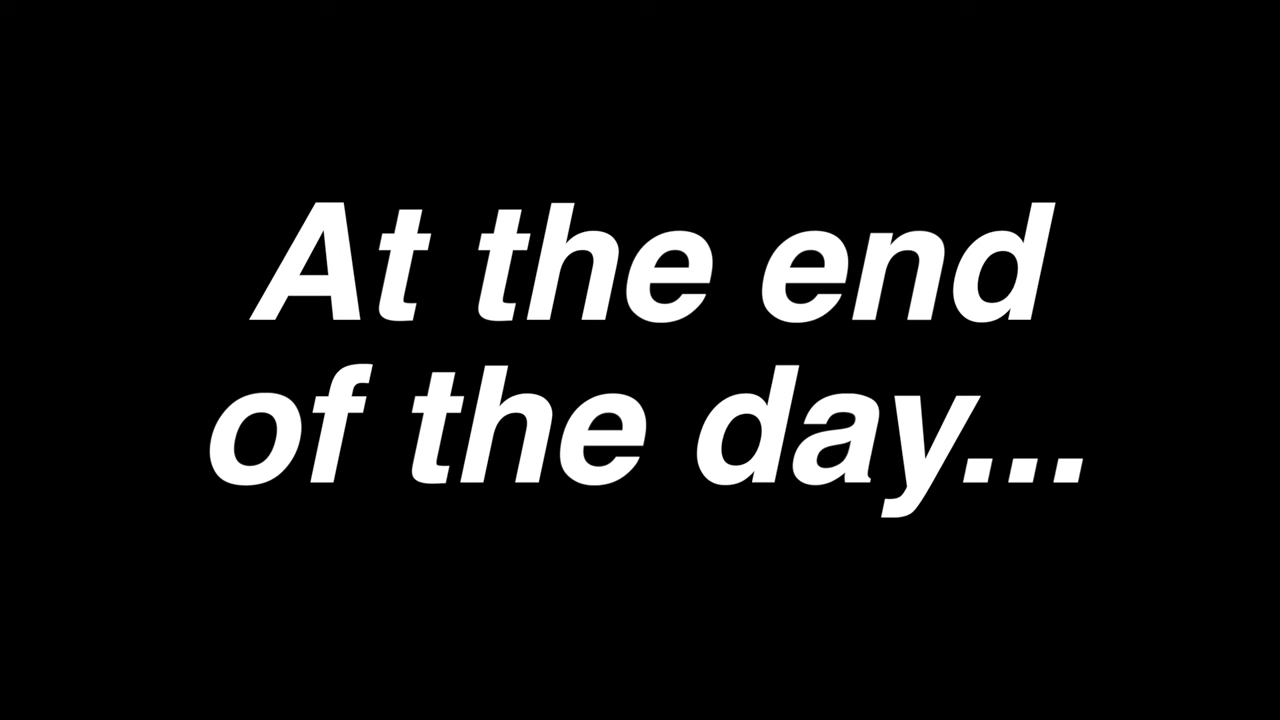 At the end
of the day...